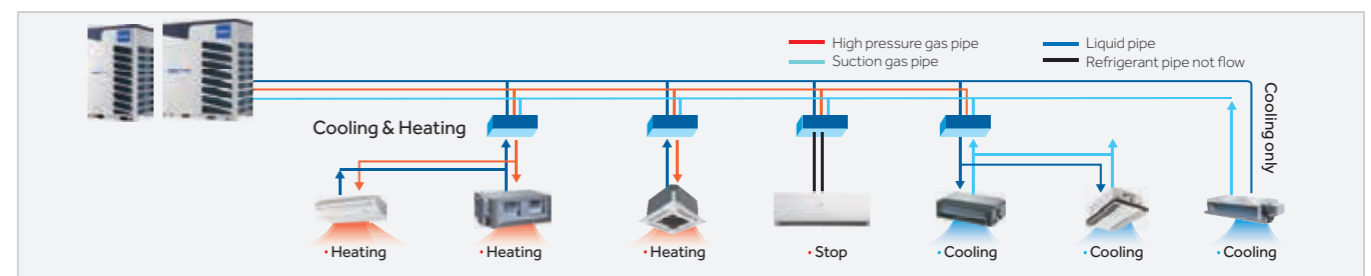 High pressure gas pipe
Liquid pipe
Suction gas pipe
Refrigerant pipe not flow
Cooling & Heating
Cooling only
· Heating
· Heating
· Heating
· Stop
· Cooling
· Cooling
· Cooling